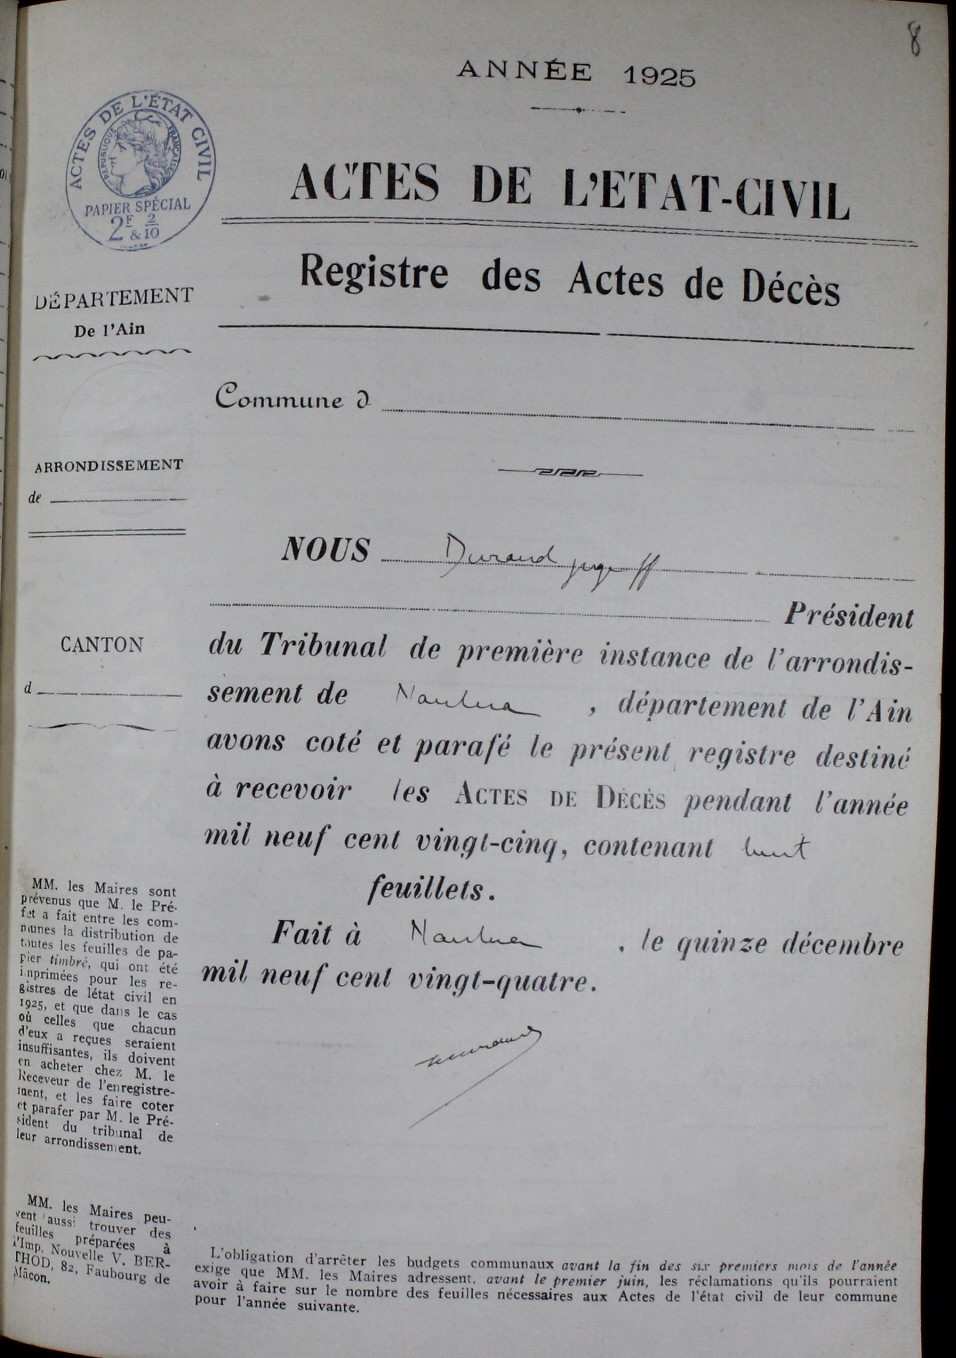 8
ANNÉE 1925
ACTES DE L'ÉTAT CIVIL
RÉPUBLIQUE FRANÇAISE
PAPIER SPÉCIAL
2F & 2/10
ACTES DE L'ETAT-CIVIL
Registre des Actes de Décès
DÉPARTEMENT
De l'Ain
Commune d
ARRONDISSEMENT
de
NOUS Durand juge ff
Président
du Tribunal de première instance de l'arrondis-
sement de Nantua, département de l'Ain
avons coté et parafé le présent registre destiné
à recevoir les ACTES DE DÉCÈS pendant l'année
mil neuf cent vingt-cinq, contenant huit
feuillets.
Fait à Nantua, le quinze décembre
mil neuf cent vingt-quatre.
CANTON
d
MM. les Maires sont
prévenus que M. le Pré-
fet a fait entre les com-
munes la distribution de
toutes les feuilles de pa-
pier timbré, qui ont été
imprimées pour les re-
gistres de létat civil en
1925, et que dans le cas
où celles que chacun
d'eux a reçues seraient
insuffisantes, ils doivent
en acheter chez M. le
Receveur de l'enregistre-
ment, et les faire coter
et parafer par M. le Pré-
sident du tribunal de
leur arrondissement.
MM. les Maires peu-
vent aussi trouver des
feuilles préparées à
l'Imp. Nouvelle V. BER-
THOD, 82, Faubourg de
Mâcon.
L'obligation d'arrêter les budgets communaux avant la fin des six premiers mois de l'année
exige que MM. les Maires adressent, avant le premier juin, les réclamations qu'ils pourraient
avoir à faire sur le nombre des feuilles nécessaires aux Actes de l'état civil de leur commune
pour l'année suivante.